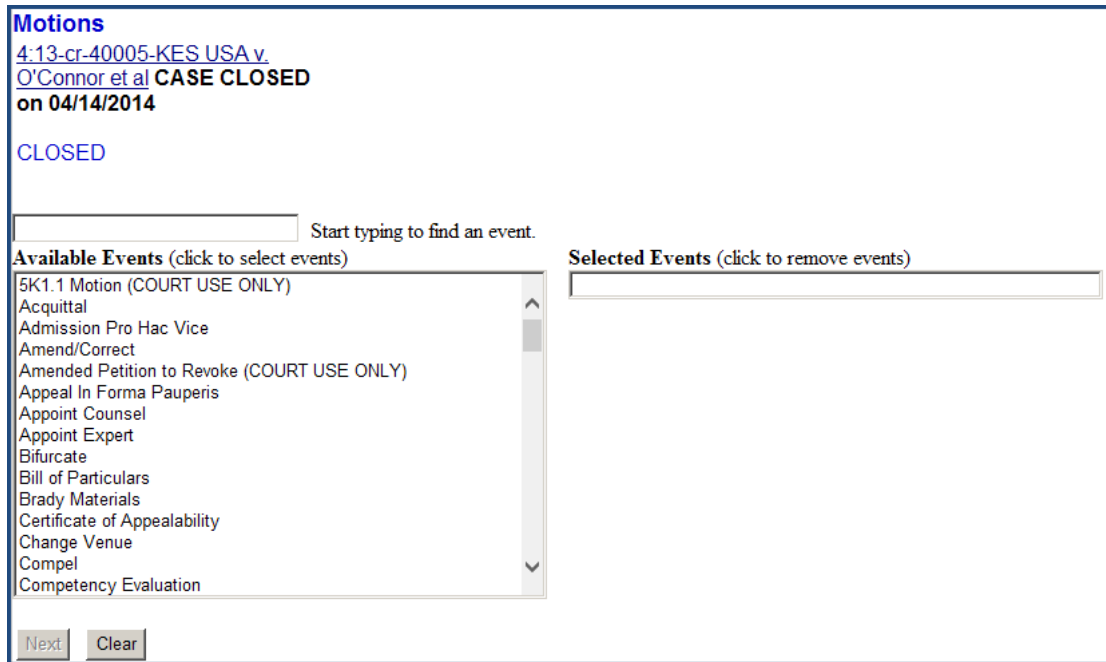 Motions
4:13-cr-40005-KES USA v.
O'Connor et al CASE CLOSED
on 04/14/2014
CLOSED
Start typing to find an event.
Available Events (click to select events)
5K1.1 Motion (COURT USE ONLY)
Acquittal
Admission Pro Hac Vice
Amend/Correct
Amended Petition to Revoke (COURT USE ONLY)
Appeal In Forma Pauperis
Appoint Counsel
Appoint Expert
Bifurcate
Bill of Particulars
Brady Materials
Certificate of Appealability
Change Venue
Compel
Competency Evaluation
Selected Events (click to remove events)
Next Clear